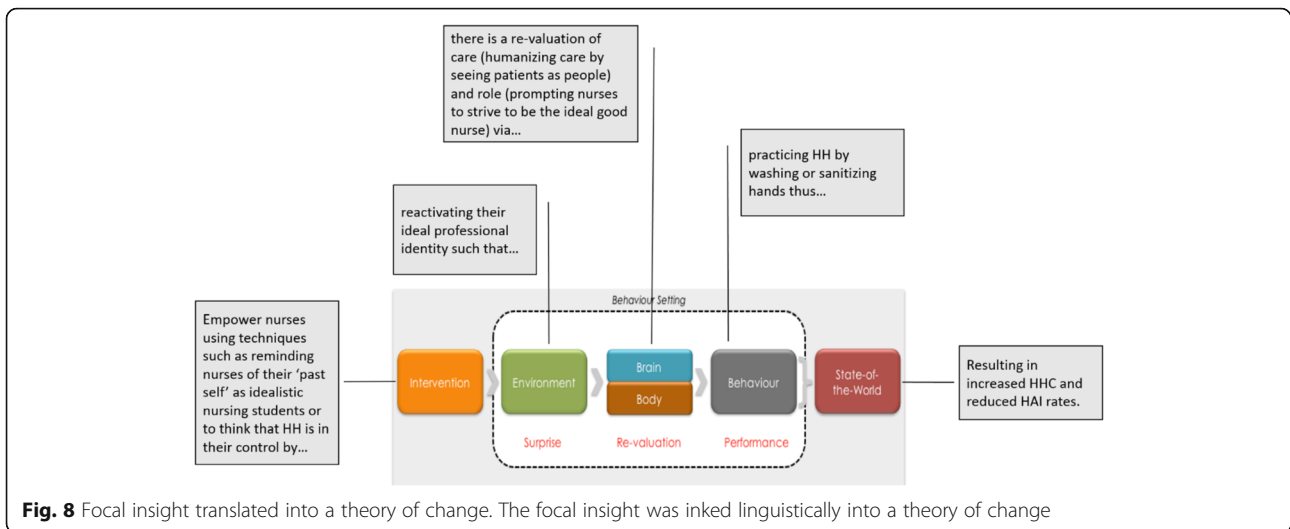 there is a re-valuation of
care (humanizing care by
seeing patients as people)
and role (prompting nurses
to strive to be the ideal good
nurse) via...
practicing HH by
washing or sanitizing
hands thus...
reactivating their
ideal professional
identity such that...
Empower nurses
using techniques
such as reminding
nurses of their ‘past
self’ as idealistic
nursing students or
to think that HH is in
their control by...
Behaviour Setting
Intervention
Environment
Brain
Body
Behaviour
State-of-
the-World
Surprise
Re-valuation
Performance
Resulting in
increased HHC and
reduced HAI rates.
Fig. 8 Focal insight translated into a theory of change. The focal insight was inked linguistically into a theory of change